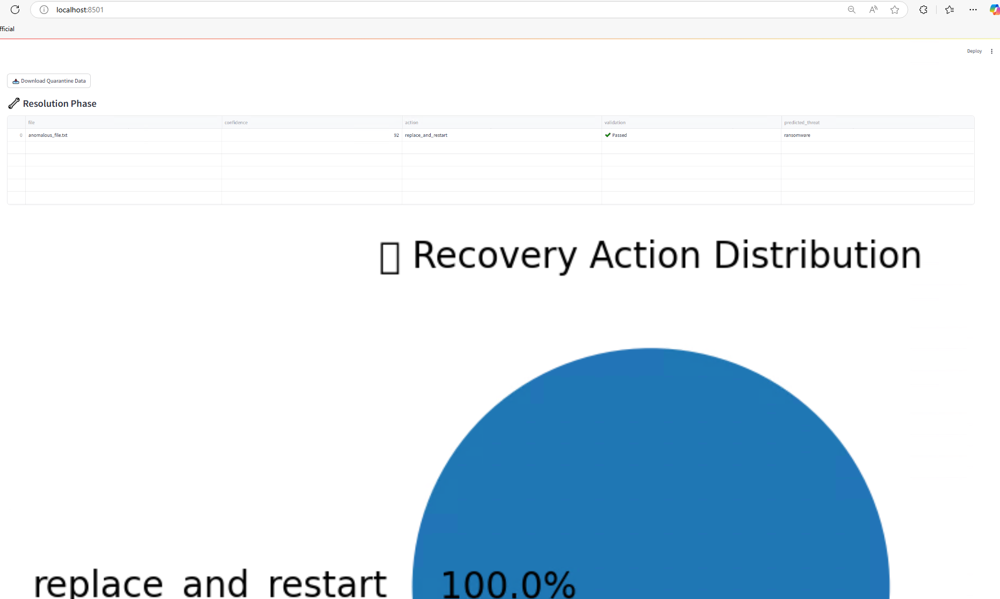 localhost:8501
fficial
Deploy
Download Quarantine Data
Resolution Phase
file confidence action validation predicted_threat
0 anomalous_file.txt 92 replace_and_restart Passed ransomware
Recovery Action Distribution
replace and restart 100.0%